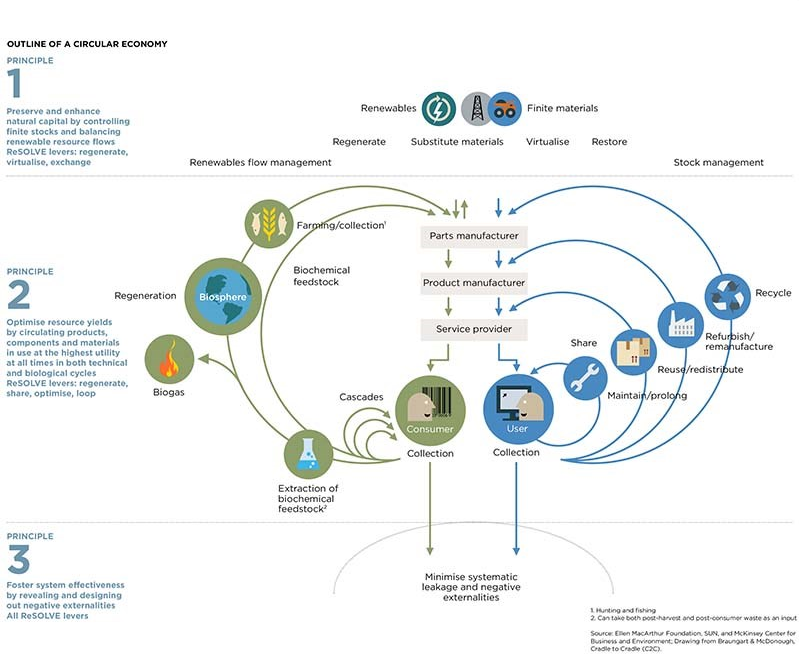 OUTLINE OF A CIRCULAR ECONOMY
PRINCIPLE
1
Preserve and enhance
natural capital by controlling
finite stocks and balancing
renewable resource flows
ReSOLVE levers: regenerate,
virtualise, exchange
Renewables
Finite materials
Regenerate
Substitute materials
Virtualise
Restore
Renewables flow management
Stock management
PRINCIPLE
2
Optimise resource yields
by circulating products,
components and materials
in use at the highest utility
at all times in both technical
and biological cycles
ReSOLVE levers: regenerate,
share, optimise, loop
Farming/collection¹
Biochemical
feedstock
Regeneration
Biosphere
Biogas
Cascades
Extraction of
biochemical
feedstock²
Parts manufacturer
Product manufacturer
Service provider
Consumer
User
Collection
Collection
Share
Maintain/prolong
Reuse/redistribute
Refurbish/
remanufacture
Recycle
PRINCIPLE
3
Foster system effectiveness
by revealing and designing
out negative externalities
All ReSOLVE levers
Minimise systematic
leakage and negative
externalities
1. Hunting and fishing
2. Can take both post-harvest and post-consumer waste as an input
Source: Ellen MacArthur Foundation, SUN, and McKinsey Center for
Business and Environment; Drawing from Braungart & McDonough,
Cradle to Cradle (C2C).